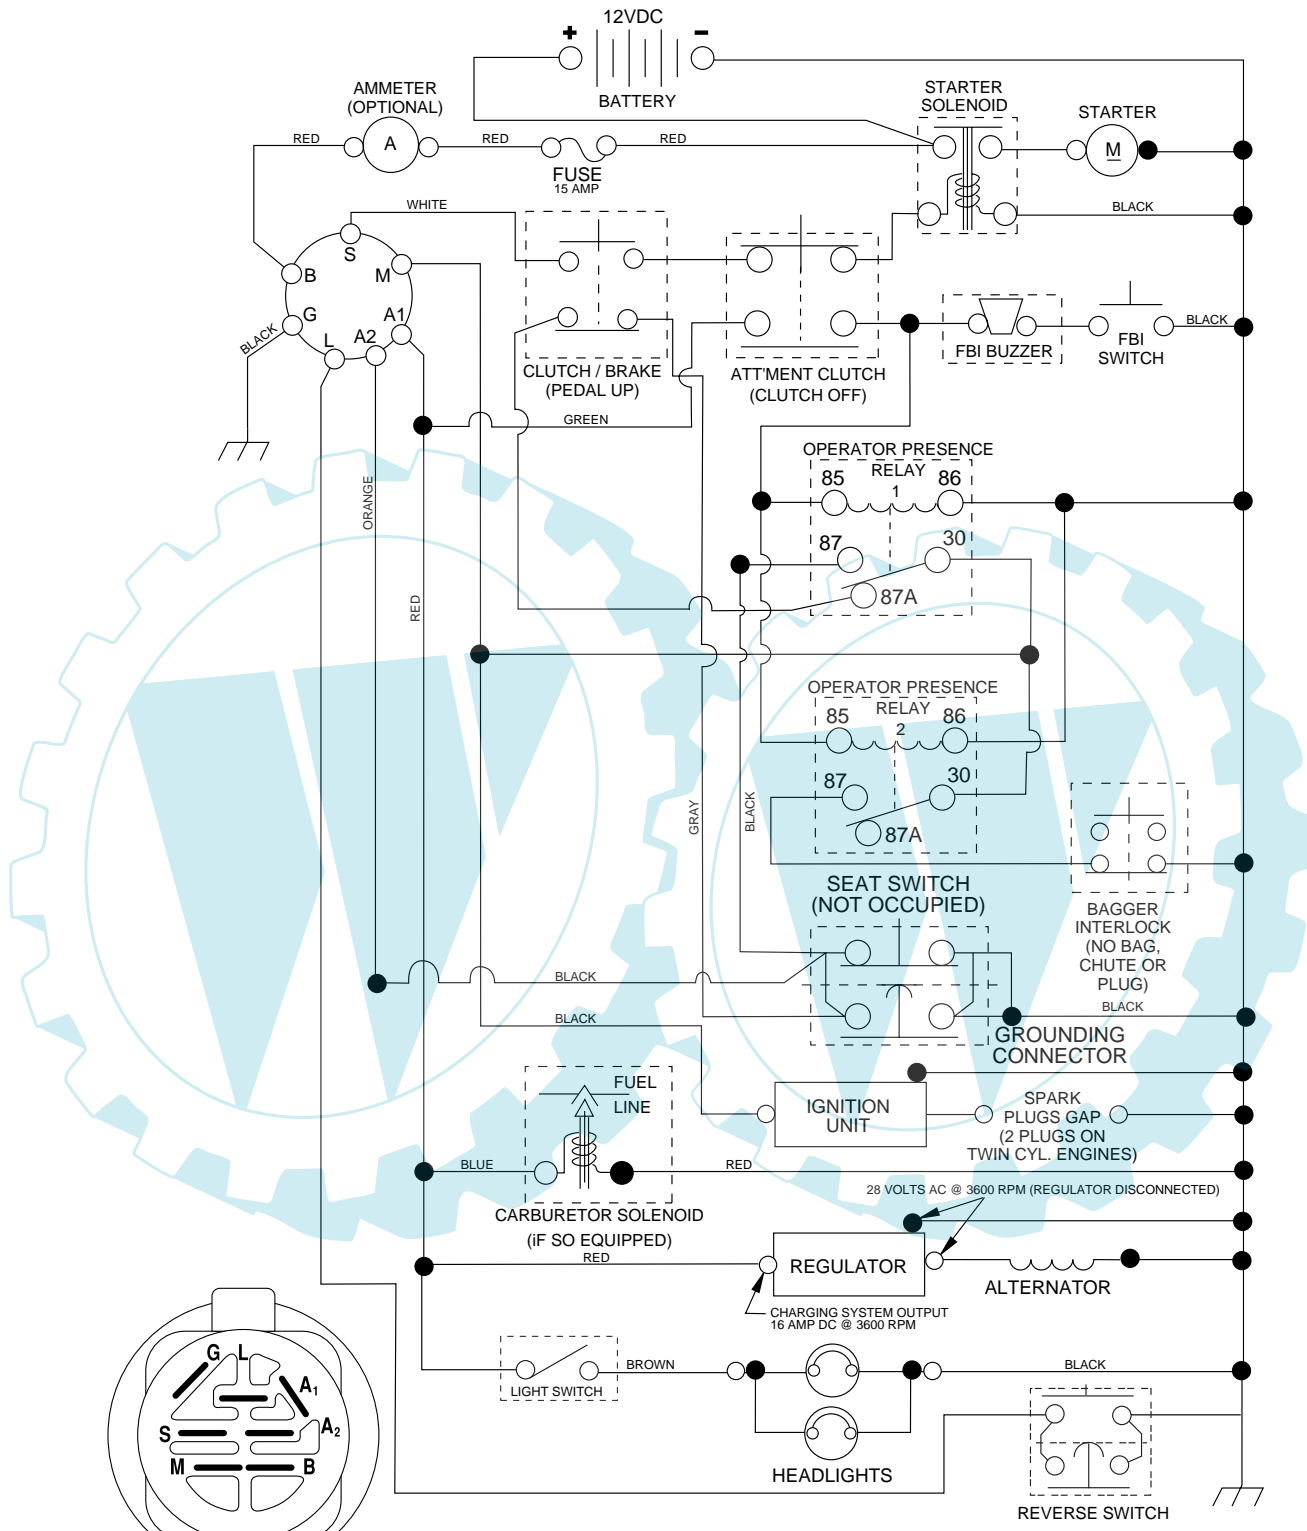 12VDC
+
-
BATTERY
AMMETER
(OPTIONAL)
STARTER
SOLENOID
STARTER
RED
A
RED
RED
FUSE
15 AMP
M
WHITE
BLACK
S
B
M
G
A1
L
A2
BLACK
BLACK
FBI BUZZER
FBI
SWITCH
CLUTCH / BRAKE
(PEDAL UP)
ATT'MENT CLUTCH
(CLUTCH OFF)
GREEN
OPERATOR PRESENCE
RELAY
85
1
86
ORANGE
87
30
87A
RED
OPERATOR PRESENCE
RELAY
85
2
86
87
30
87A
GRAY
BLACK
SEAT SWITCH
(NOT OCCUPIED)
BAGGER
INTERLOCK
(NO BAG,
CHUTE OR
PLUG)
BLACK
BLACK
BLACK
GROUNDING
CONNECTOR
FUEL
LINE
IGNITION
UNIT
SPARK
PLUGS GAP
(2 PLUGS ON
TWIN CYL. ENGINES)
BLUE
RED
28 VOLTS AC @ 3600 RPM (REGULATOR DISCONNECTED)
CARBURETOR SOLENOID
(iF SO EQUIPPED)
RED
REGULATOR
ALTERNATOR
CHARGING SYSTEM OUTPUT
16 AMP DC @ 3600 RPM
G
L
A1
A2
S
M
B
LIGHT SWITCH
BROWN
BLACK
HEADLIGHTS
REVERSE SWITCH